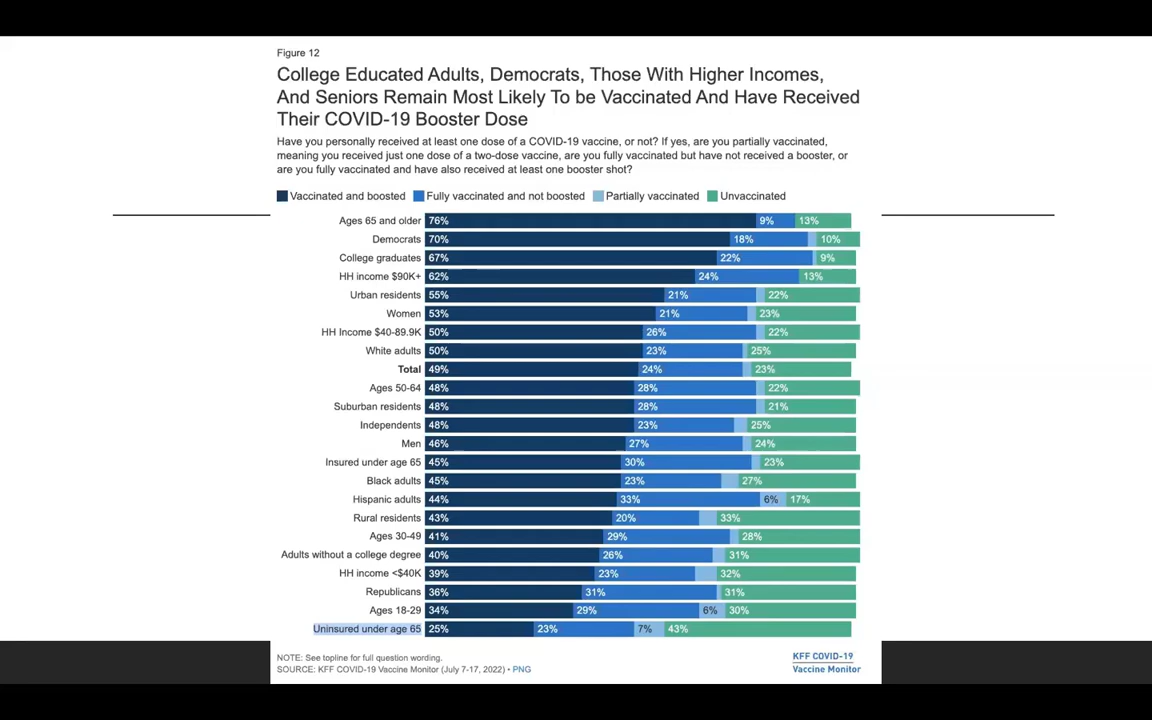 Figure 12
College Educated Adults, Democrats, Those With Higher Incomes,
And Seniors Remain Most Likely To be Vaccinated And Have Received
Their COVID-19 Booster Dose
Have you personally received at least one dose of a COVID-19 vaccine, or not? If yes, are you partially vaccinated,
meaning you received just one dose of a two-dose vaccine, are you fully vaccinated but have not received a booster, or
are you fully vaccinated and have also received at least one booster shot?
Vaccinated and boosted Fully vaccinated and not boosted Partially vaccinated Unvaccinated
Ages 65 and older 76% 9% 13%
Democrats 70% 18% 10%
College graduates 67% 22% 9%
HH income $90K+ 62% 24% 13%
Urban residents 55% 21% 22%
Women 53% 21% 23%
HH Income $40-89.9K 50% 26% 22%
White adults 50% 23% 25%
Total 49% 24% 23%
Ages 50-64 48% 28% 22%
Suburban residents 48% 28% 21%
Independents 48% 23% 25%
Men 46% 27% 24%
Insured under age 65 45% 30% 23%
Black adults 45% 23% 27%
Hispanic adults 44% 33% 6% 17%
Rural residents 43% 20% 33%
Ages 30-49 41% 29% 28%
Adults without a college degree 40% 26% 31%
HH income <$40K 39% 23% 32%
Republicans 36% 31% 31%
Ages 18-29 34% 29% 6% 30%
Uninsured under age 65 25% 23% 7% 43%
NOTE: See topline for full question wording.
SOURCE: KFF COVID-19 Vaccine Monitor (July 7-17, 2022) • PNG
KFF COVID-19
Vaccine Monitor